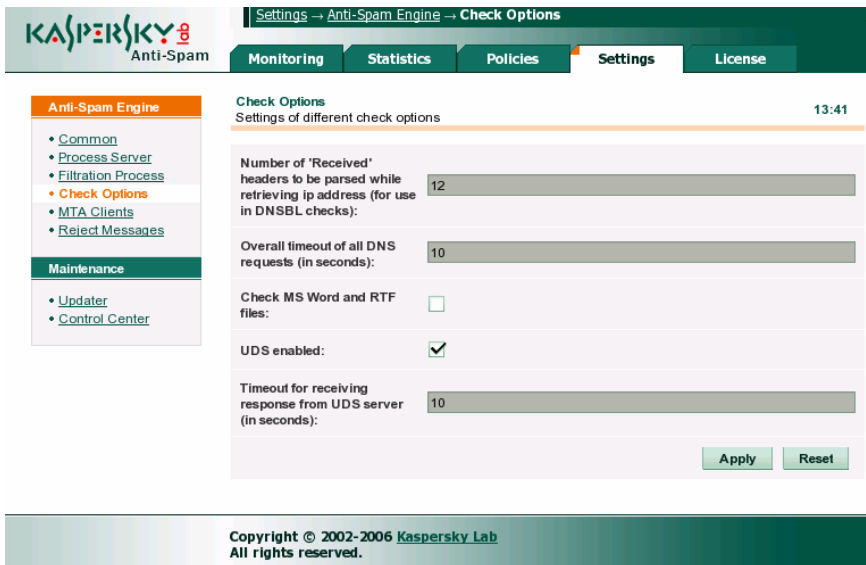 KASPERSKY lab
Anti-Spam
Settings → Anti-Spam Engine → Check Options
Monitoring
Statistics
Policies
Settings
License
Anti-Spam Engine
• Common
• Process Server
• Filtration Process
• Check Options
• MTA Clients
• Reject Messages
Maintenance
• Updater
• Control Center
Check Options
Settings of different check options
13:41
Number of 'Received'
headers to be parsed while
retrieving ip address (for use
in DNSBL checks):
12
Overall timeout of all DNS
requests (in seconds):
10
Check MS Word and RTF
files:
UDS enabled:
Timeout for receiving
response from UDS server
(in seconds):
10
Apply
Reset
Copyright © 2002-2006 Kaspersky Lab
All rights reserved.